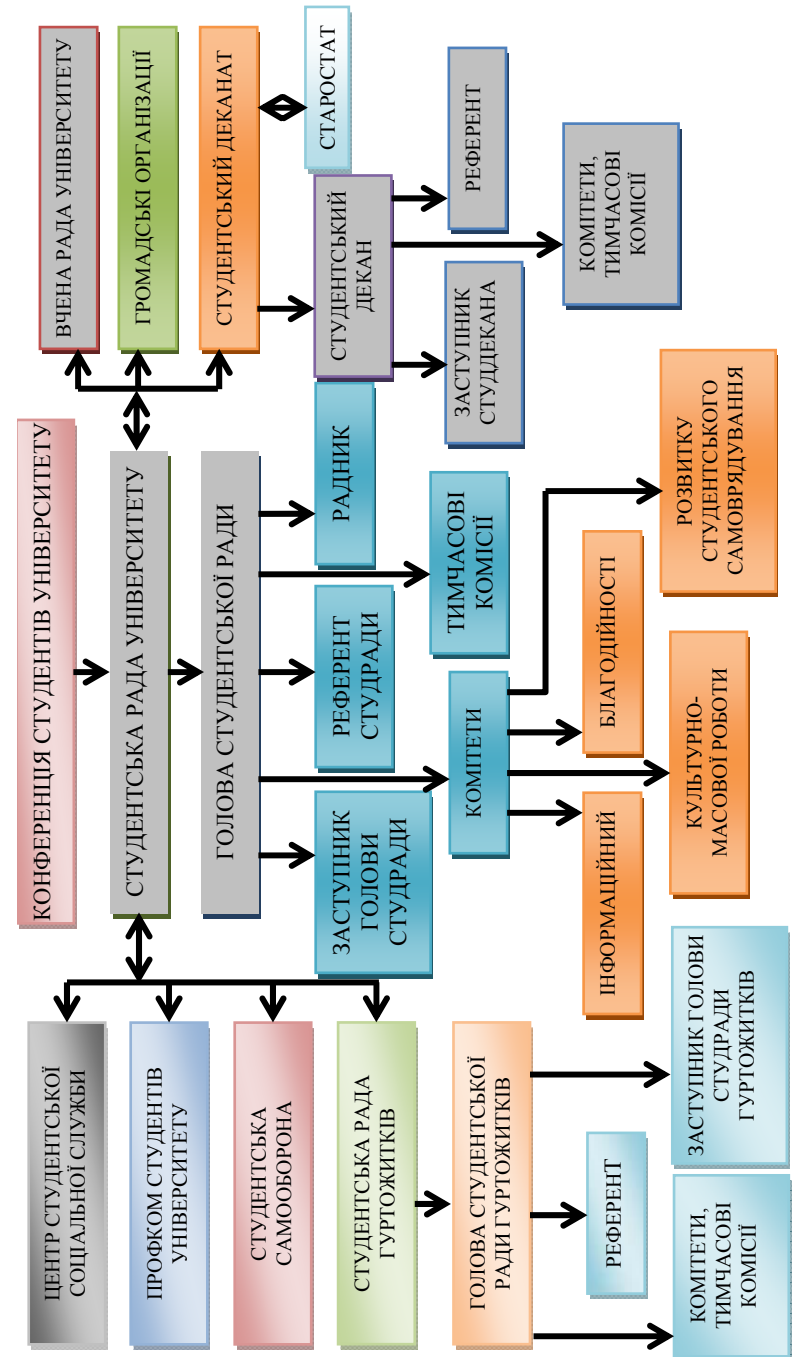 КОНФЕРЕНЦІЯ СТУДЕНТІВ УНІВЕРСИТЕТУ
ЦЕНТР СТУДЕНТСЬКОЇ
СОЦІАЛЬНОЇ СЛУЖБИ
СТУДЕНТСЬКА РАДА УНІВЕРСИТЕТУ
ВЧЕНА РАДА УНІВЕРСИТЕТУ
ПРОФКОМ СТУДЕНТІВ
УНІВЕРСИТЕТУ
ГРОМАДСЬКІ ОРГАНІЗАЦІЇ
СТУДЕНТСЬКА
САМООБОРОНА
ГОЛОВА СТУДЕНТСЬКОЇ РАДИ
СТУДЕНТСЬКИЙ ДЕКАНАТ
СТУДЕНТСЬКА РАДА
ГУРТОЖИТКІВ
ЗАСТУПНИК
ГОЛОВИ
СТУДРАДИ
РЕФЕРЕНТ
СТУДРАДИ
РАДНИК
СТУДЕНТСЬКИЙ
ДЕКАН
СТАРОСТАТ
ГОЛОВА СТУДЕНТСЬКОЇ
РАДИ ГУРТОЖИТКІВ
КОМІТЕТИ
ТИМЧАСОВІ
КОМІСІЇ
ЗАСТУПНИК
СТУДДЕКАНА
РЕФЕРЕНТ
РЕФЕРЕНТ
ІНФОРМАЦІЙНИЙ
БЛАГОДІЙНОСТІ
КОМІТЕТИ,
ТИМЧАСОВІ
КОМІСІЇ
КОМІТЕТИ,
ТИМЧАСОВІ
КОМІСІЇ
ЗАСТУПНИК ГОЛОВИ
СТУДРАДИ
ГУРТОЖИТКІВ
КУЛЬТУРНО-
МАСОВОЇ РОБОТИ
РОЗВИТКУ
СТУДЕНТСЬКОГО
САМОВРЯДУВАННЯ